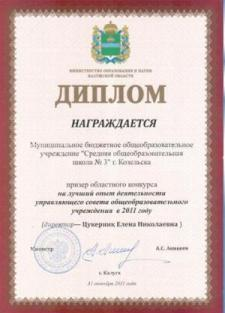 МИНИСТЕРСТВО ОБРАЗОВАНИЯ И НАУКИ
КАЛУЖСКОЙ ОБЛАСТИ
ДИПЛОМ
НАГРАЖДАЕТСЯ
Муниципальное бюджетное общеобразовательное
учреждение "Средняя общеобразовательная
школа № 3" г. Козельска
призер областного конкурса
на лучший опыт деятельности
управляющего совета общеобразовательного
учреждения в 2011 году
(директор— Цукерник Елена Николаевна )
Министр А.С. Аникеев
г. Калуга
31 октября 2011 года